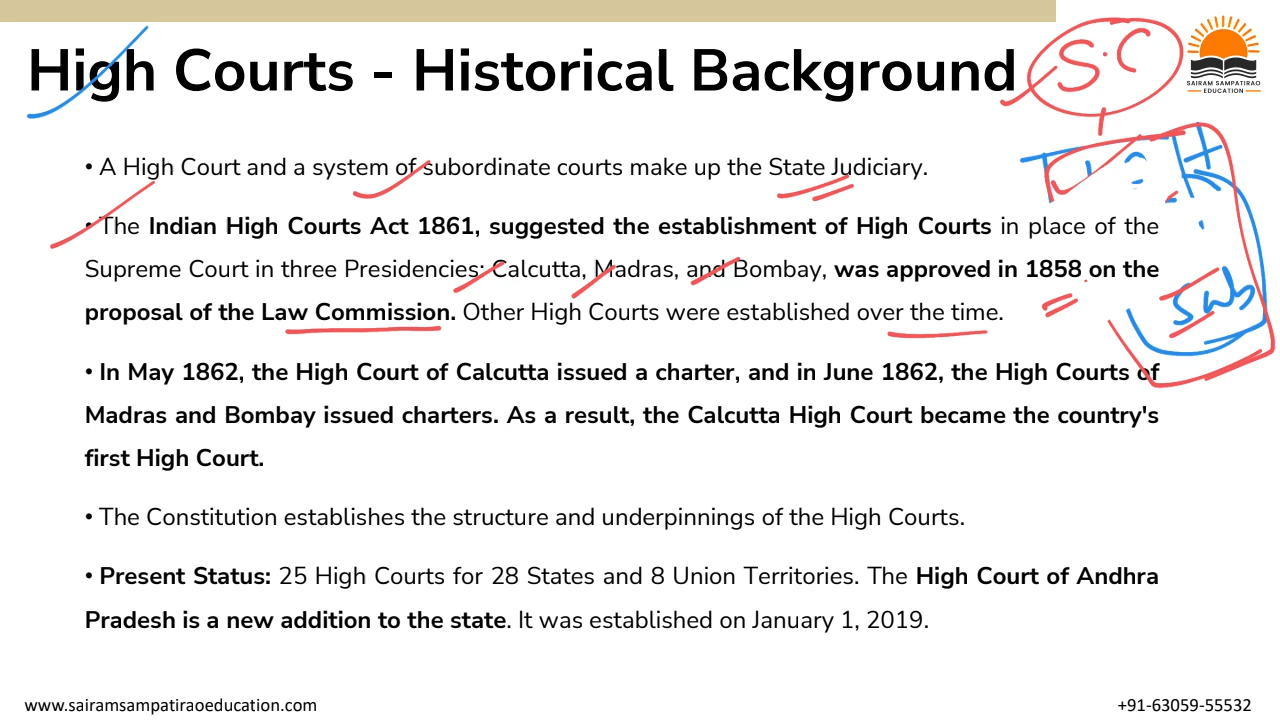 High Courts - Historical Background
S.C
SAIRAM SAMPATIRAO
EDUCATION
• A High Court and a system of subordinate courts make up the State Judiciary.
• The Indian High Courts Act 1861, suggested the establishment of High Courts in place of the
Supreme Court in three Presidencies: Calcutta, Madras, and Bombay, was approved in 1858 on the
proposal of the Law Commission. Other High Courts were established over the time.
Sub
• In May 1862, the High Court of Calcutta issued a charter, and in June 1862, the High Courts of
Madras and Bombay issued charters. As a result, the Calcutta High Court became the country's
first High Court.
• The Constitution establishes the structure and underpinnings of the High Courts.
• Present Status: 25 High Courts for 28 States and 8 Union Territories. The High Court of Andhra
Pradesh is a new addition to the state. It was established on January 1, 2019.
www.sairamsampatiraoeducation.com
+91-63059-55532